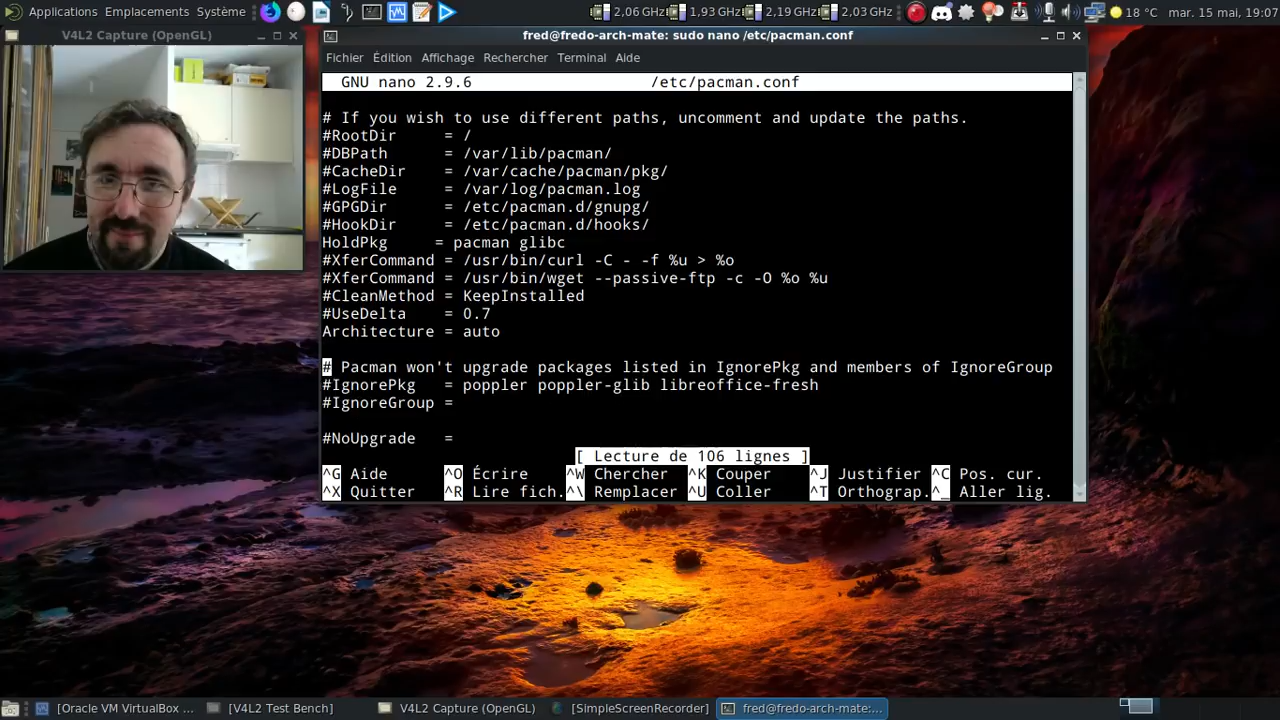 Applications Emplacements Système 2,06 GHz 1,93 GHz 2,19 GHz 2,03 GHz 18 °C mar. 15 mai, 19:07
V4L2 Capture (OpenGL)
fred@fredo-arch-mate: sudo nano /etc/pacman.conf
Fichier Édition Affichage Rechercher Terminal Aide
GNU nano 2.9.6 /etc/pacman.conf
# If you wish to use different paths, uncomment and update the paths.
#RootDir = /
#DBPath = /var/lib/pacman/
#CacheDir = /var/cache/pacman/pkg/
#LogFile = /var/log/pacman.log
#GPGDir = /etc/pacman.d/gnupg/
#HookDir = /etc/pacman.d/hooks/
HoldPkg = pacman glibc
#XferCommand = /usr/bin/curl -C - -f %u > %o
#XferCommand = /usr/bin/wget --passive-ftp -c -O %o %u
#CleanMethod = KeepInstalled
#UseDelta = 0.7
Architecture = auto
# Pacman won't upgrade packages listed in IgnorePkg and members of IgnoreGroup
#IgnorePkg = poppler poppler-glib libreoffice-fresh
#IgnoreGroup =
#NoUpgrade =
[ Lecture de 106 lignes ]
^G Aide ^O Écrire ^W Chercher ^K Couper ^J Justifier ^C Pos. cur.
^X Quitter ^R Lire fich. ^\ Remplacer ^U Coller ^T Orthograp. ^_ Aller lig.
[Oracle VM VirtualBox ... [V4L2 Test Bench] V4L2 Capture (OpenGL) [SimpleScreenRecorder] fred@fredo-arch-mate:...